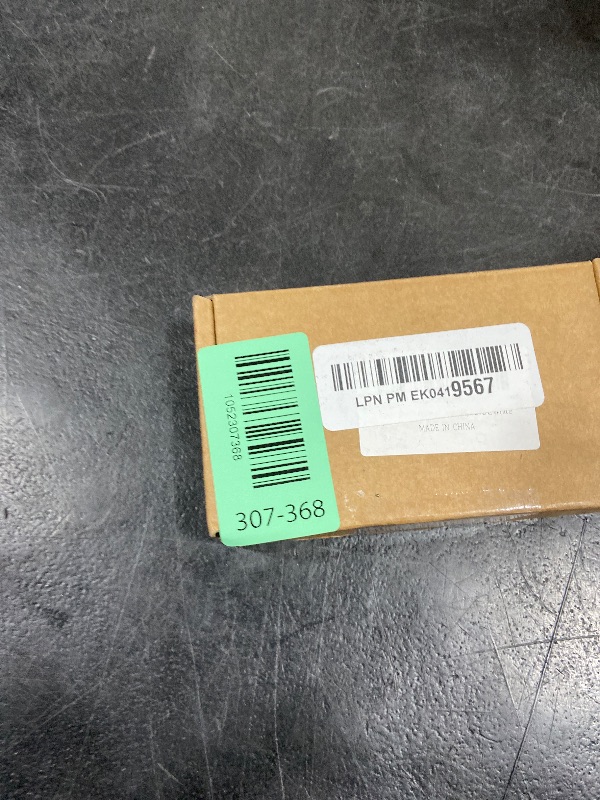 1052307368
307-368
LPN PM EK0419567
MADE IN CHINA